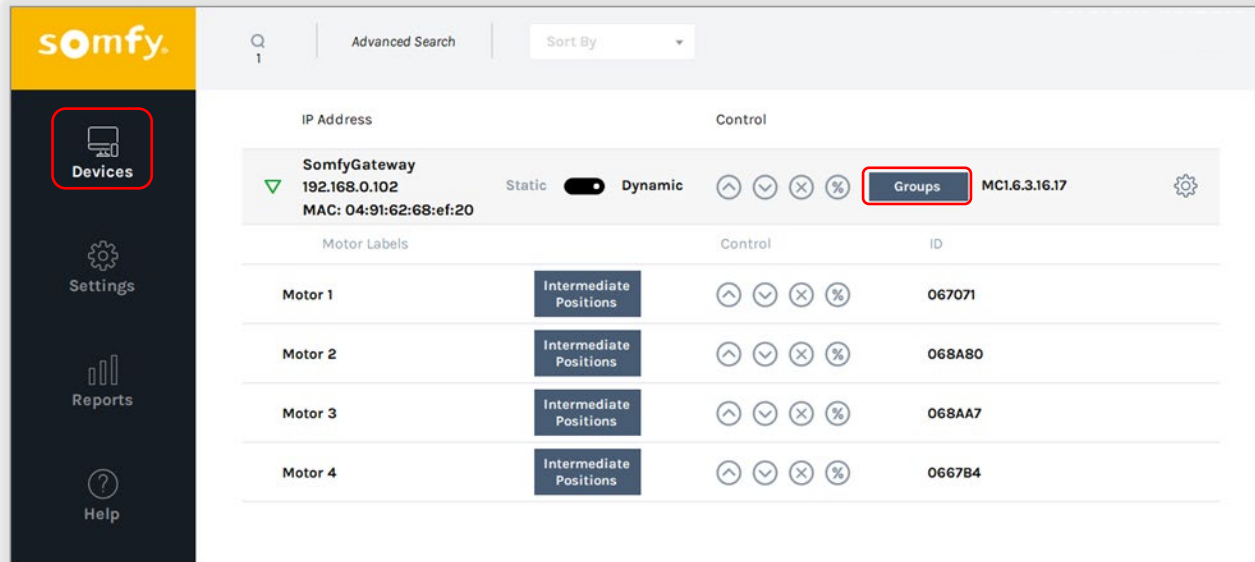 somfy.
1
Advanced Search
Sort By
IP Address
Control
SomfyGateway
192.168.0.102
MAC: 04:91:62:68:ef:20
Static
Dynamic
%
Groups
MC1.6.3.16.17
Devices
Motor Labels
Control
ID
Settings
Motor 1
Intermediate
Positions
%
067071
Motor 2
Intermediate
Positions
%
068A80
Reports
Motor 3
Intermediate
Positions
%
068AA7
Motor 4
Intermediate
Positions
%
0667B4
?
Help